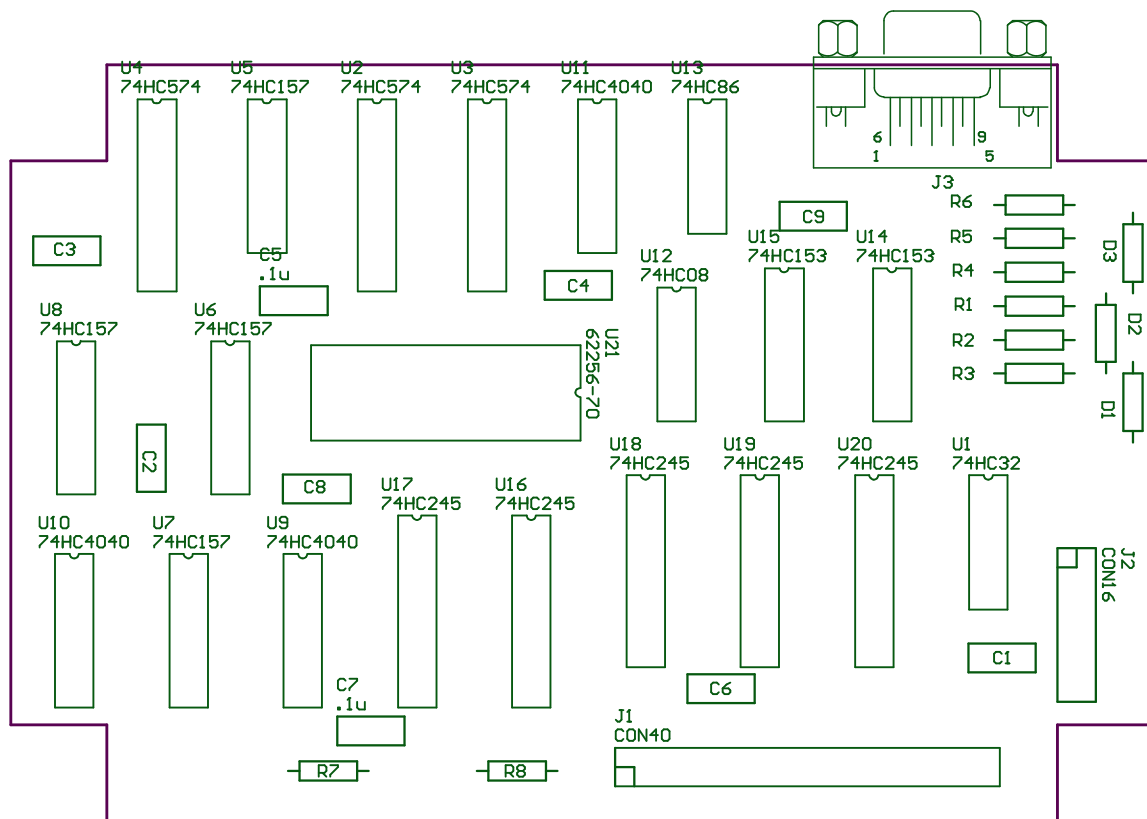 U4
74HC574
U5
74HC157
U2
74HC574
U3
74HC574
U11
74HC4040
U13
74HC86
6
9
1
5
J3
C3
C5
.1u
C4
C9
U12
74HC08
U15
74HC153
U14
74HC153
R6
R5
R4
R1
R2
R3
D3
D2
D1
U8
74HC157
U6
74HC157
U21
62256-70
C2
C8
U17
74HC245
U16
74HC245
U18
74HC245
U19
74HC245
U20
74HC245
U1
74HC32
U10
74HC4040
U7
74HC157
U9
74HC4040
J2
CON16
C1
C6
C7
.1u
J1
CON40
R7
R8